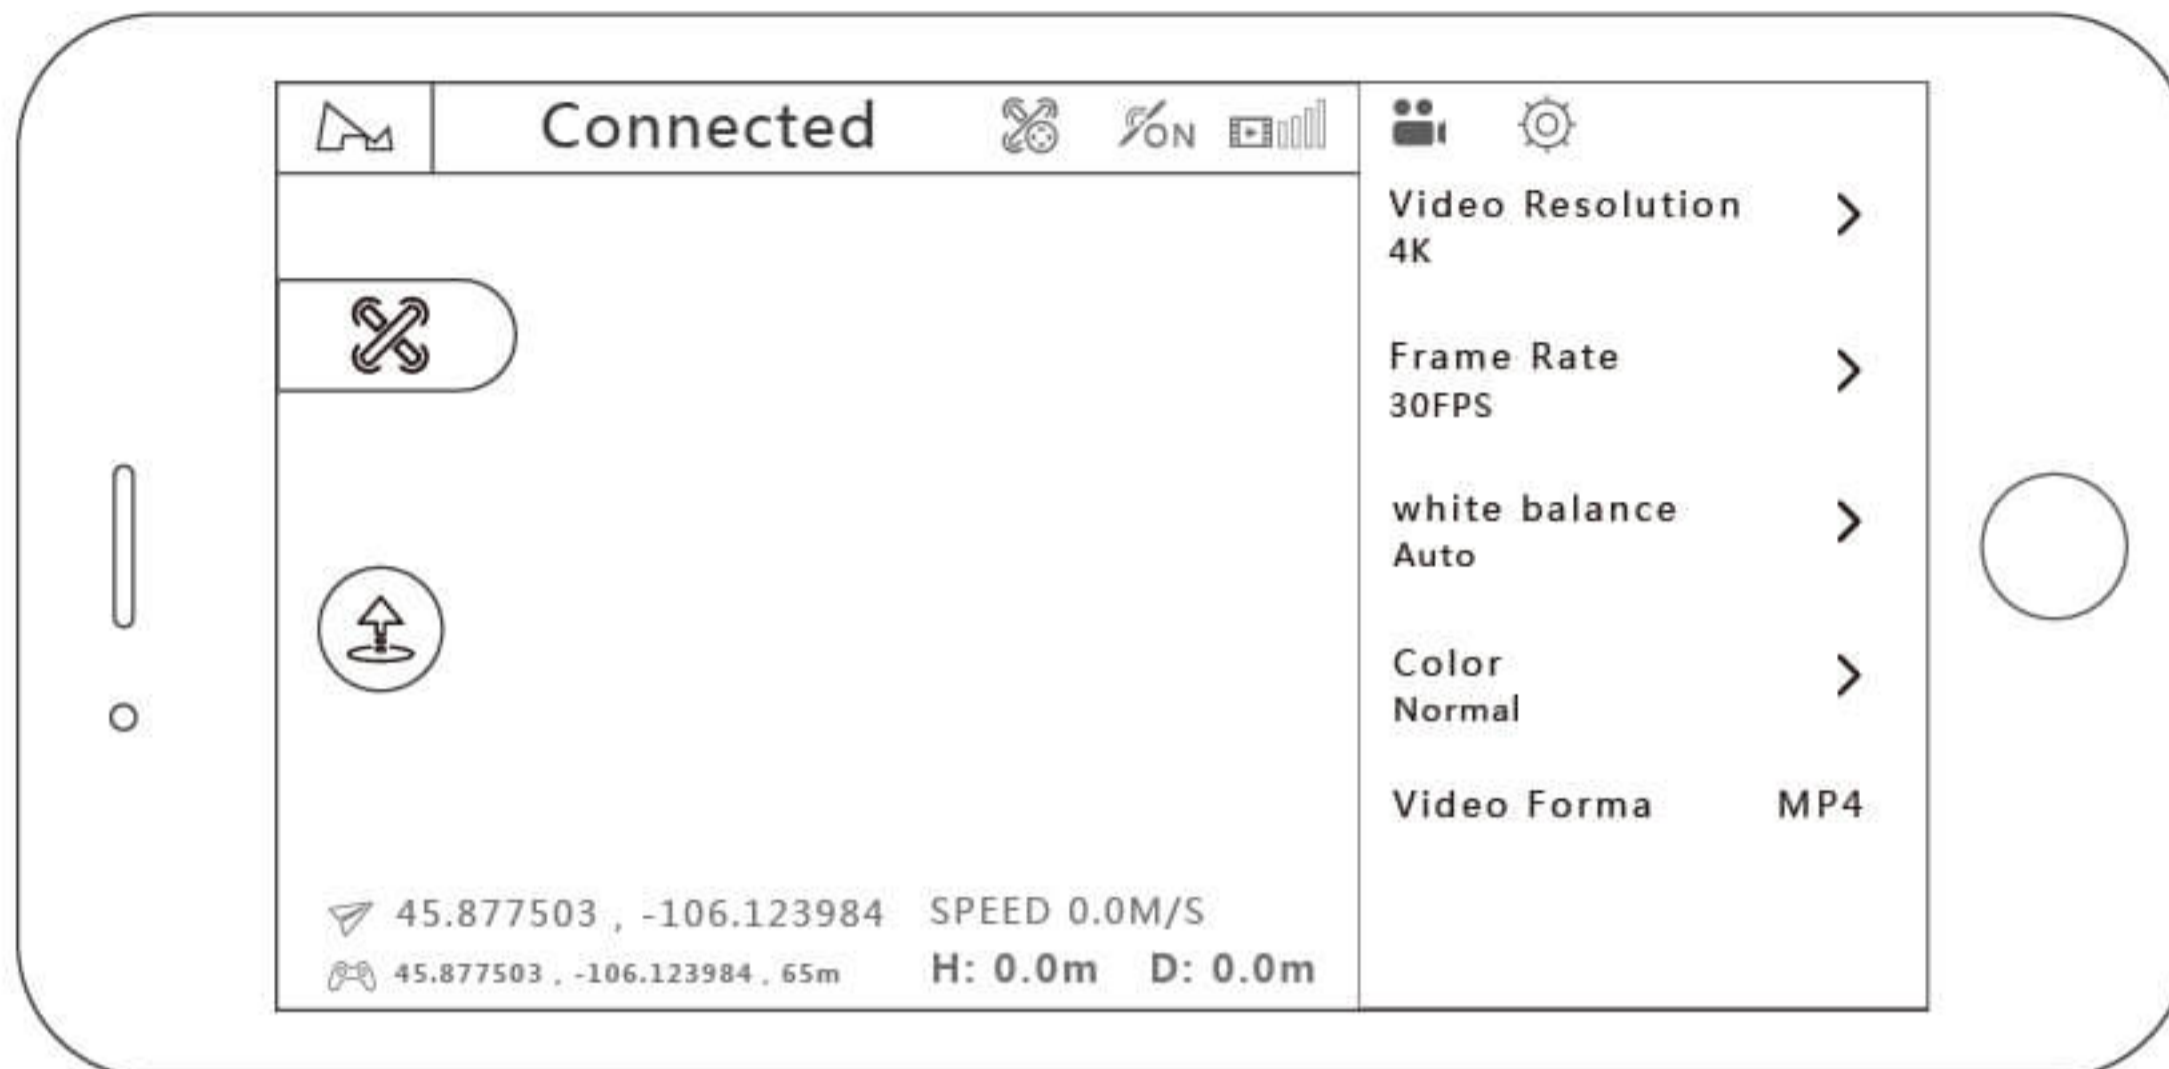 Connected
ON
45.877503 , -106.123984 SPEED 0.0M/S
45.877503 , -106.123984 , 65m H: 0.0m D: 0.0m
Video Resolution
4K
Frame Rate
30FPS
white balance
Auto
Color
Normal
Video Forma MP4